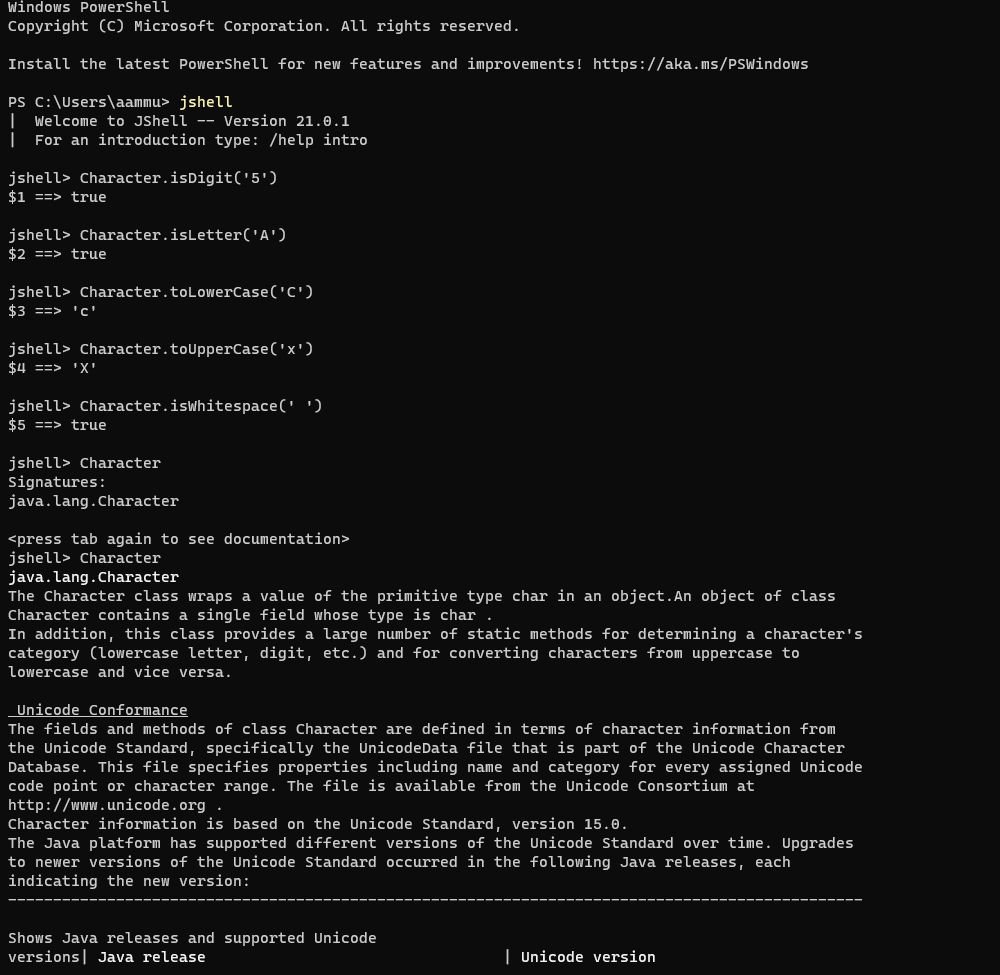 Windows PowerShell
Copyright (C) Microsoft Corporation. All rights reserved.
Install the latest PowerShell for new features and improvements! https://aka.ms/PSWindows
PS C:\Users\aammu> jshell
|  Welcome to JShell -- Version 21.0.1
|  For an introduction type: /help intro
jshell> Character.isDigit('5')
$1 ==> true
jshell> Character.isLetter('A')
$2 ==> true
jshell> Character.toLowerCase('C')
$3 ==> 'c'
jshell> Character.toUpperCase('x')
$4 ==> 'X'
jshell> Character.isWhitespace(' ')
$5 ==> true
jshell> Character
Signatures:
java.lang.Character
<press tab again to see documentation>
jshell> Character
java.lang.Character
The Character class wraps a value of the primitive type char in an object.An object of class
Character contains a single field whose type is char .
In addition, this class provides a large number of static methods for determining a character's
category (lowercase letter, digit, etc.) and for converting characters from uppercase to
lowercase and vice versa.
Unicode Conformance
The fields and methods of class Character are defined in terms of character information from
the Unicode Standard, specifically the UnicodeData file that is part of the Unicode Character
Database. This file specifies properties including name and category for every assigned Unicode
code point or character range. The file is available from the Unicode Consortium at
http://www.unicode.org .
Character information is based on the Unicode Standard, version 15.0.
The Java platform has supported different versions of the Unicode Standard over time. Upgrades
to newer versions of the Unicode Standard occurred in the following Java releases, each
indicating the new version:
-----------------------------------------------------------------------------------------------
Shows Java releases and supported Unicode
versions| Java release                                 | Unicode version